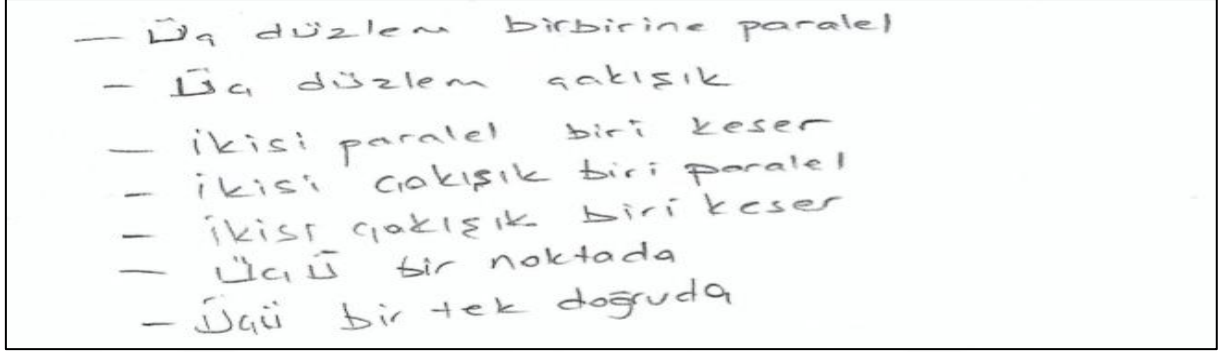 — Üç düzlem birbirine paralel
- Üç düzlem çakışık
— ikisi paralel biri keser
- ikisi çakışık biri paralel
- ikisi çakışık biri keser
— Üçü bir noktada
- Üçü bir tek doğruda